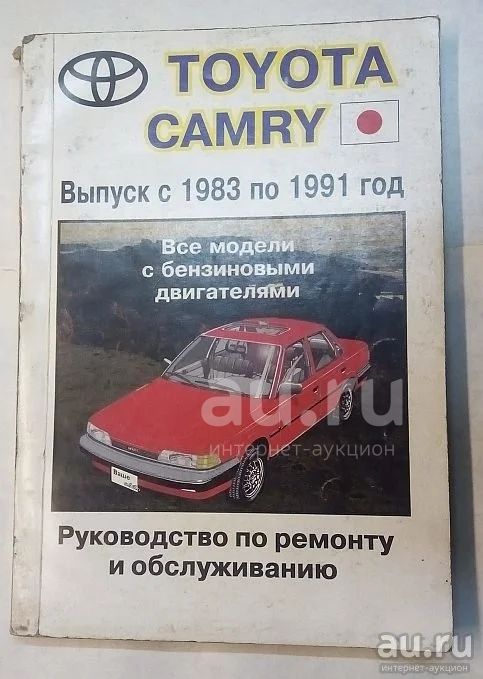 TOYOTA
CAMRY
Выпуск с 1983 по 1991 год
Все модели
с бензиновыми
двигателями
au.ru
интернет-аукцион
Ваше
Руководство по ремонту
и обслуживанию
au.ru
интернет-аукцион